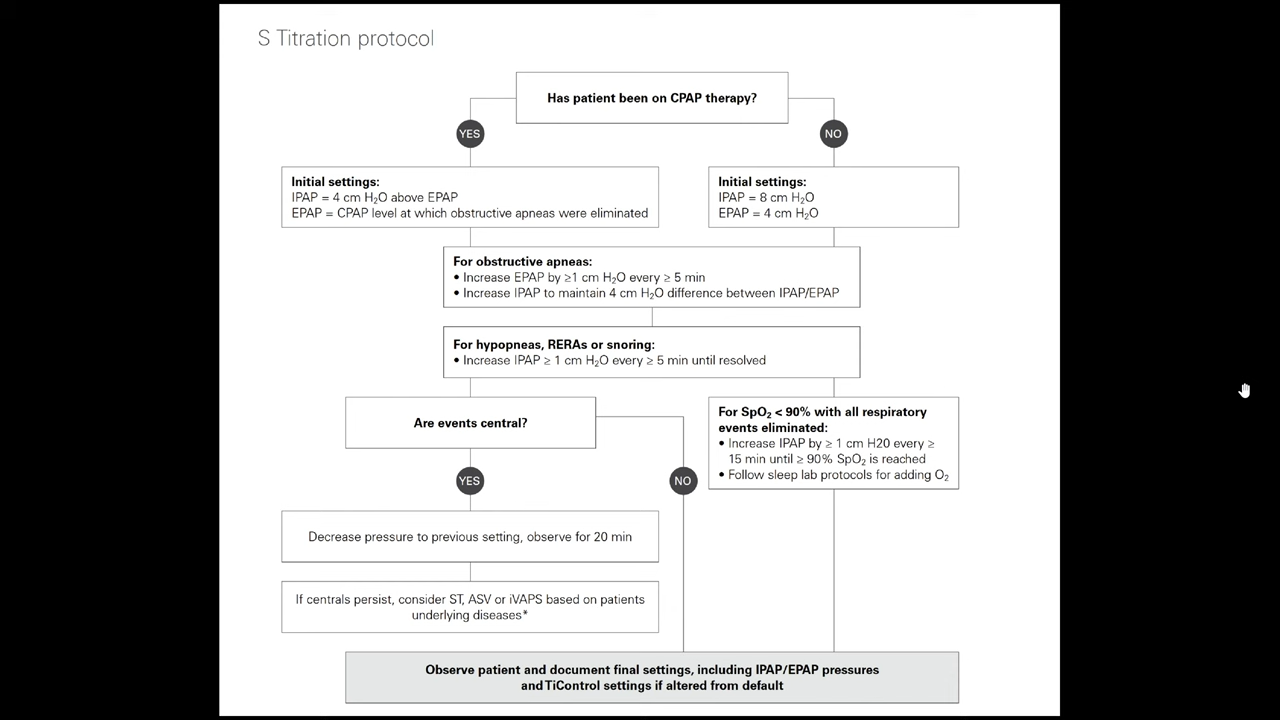 S Titration protocol
Has patient been on CPAP therapy?
YES
NO
Initial settings:
IPAP = 4 cm H₂O above EPAP
EPAP = CPAP level at which obstructive apneas were eliminated
Initial settings:
IPAP = 8 cm H₂O
EPAP = 4 cm H₂O
For obstructive apneas:
• Increase EPAP by ≥1 cm H₂O every ≥ 5 min
• Increase IPAP to maintain 4 cm H₂O difference between IPAP/EPAP
For hypopneas, RERAs or snoring:
• Increase IPAP ≥ 1 cm H₂O every ≥ 5 min until resolved
Are events central?
For SpO₂ < 90% with all respiratory
events eliminated:
• Increase IPAP by ≥ 1 cm H20 every ≥
15 min until ≥ 90% SpO₂ is reached
• Follow sleep lab protocols for adding O₂
YES
NO
Decrease pressure to previous setting, observe for 20 min
If centrals persist, consider ST, ASV or iVAPS based on patients
underlying diseases*
Observe patient and document final settings, including IPAP/EPAP pressures
and TiControl settings if altered from default